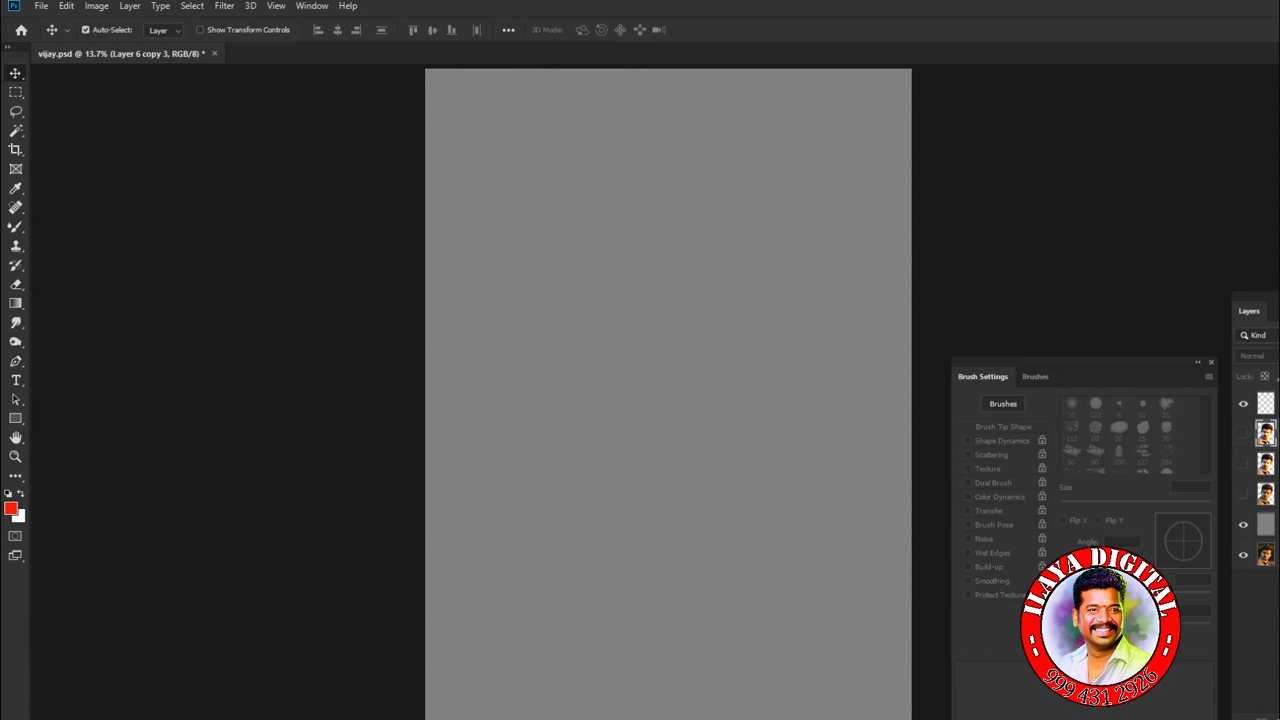 Ps File Edit Image Layer Type Select Filter 3D View Window Help
Auto-Select: Layer Show Transform Controls 3D Mode:
vijay.psd @ 13.7% (Layer 6 copy 3, RGB/8) *
Layers
Kind
Normal
Lock:
Brush Settings Brushes
Brushes
Brush Tip Shape
Shape Dynamics
Scattering
Texture
Dual Brush
Color Dynamics
Transfer
Brush Pose
Noise
Wet Edges
Build-up
Smoothing
Protect Texture
Size
Flip X Flip Y
Angle:
ILAYA DIGITAL
999 431 2926